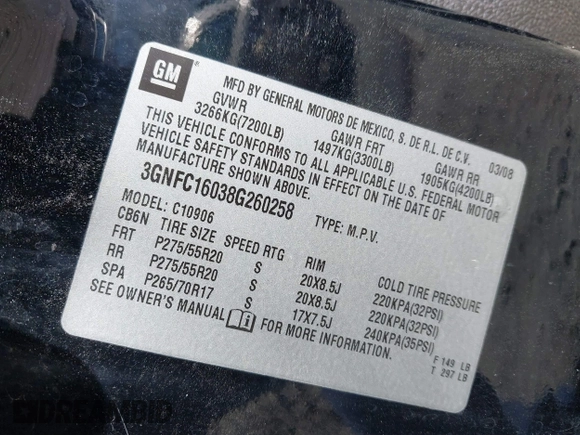 GM
MFD BY GENERAL MOTORS DE MEXICO, S. DE R.L. DE C.V.
03/08
GVWR GAWR FRT GAWR RR
3266KG(7200LB) 1497KG(3300LB) 1905KG(4200LB)
THIS VEHICLE CONFORMS TO ALL APPLICABLE U.S. FEDERAL MOTOR
VEHICLE SAFETY STANDARDS IN EFFECT ON THE DATE OF
MANUFACTURE SHOWN ABOVE.
3GNFC16038G260258 TYPE: M.P.V.
MODEL: C10906
CB6N TIRE SIZE SPEED RTG RIM COLD TIRE PRESSURE
FRT P275/55R20 S 20X8.5J 220KPA(32PSI)
RR P275/55R20 S 20X8.5J 220KPA(32PSI)
SPA P265/70R17 S 17X7.5J 240KPA(35PSI)
SEE OWNER'S MANUAL FOR MORE INFORMATION.
F 149 LB
T 297 LB
DREAMBID